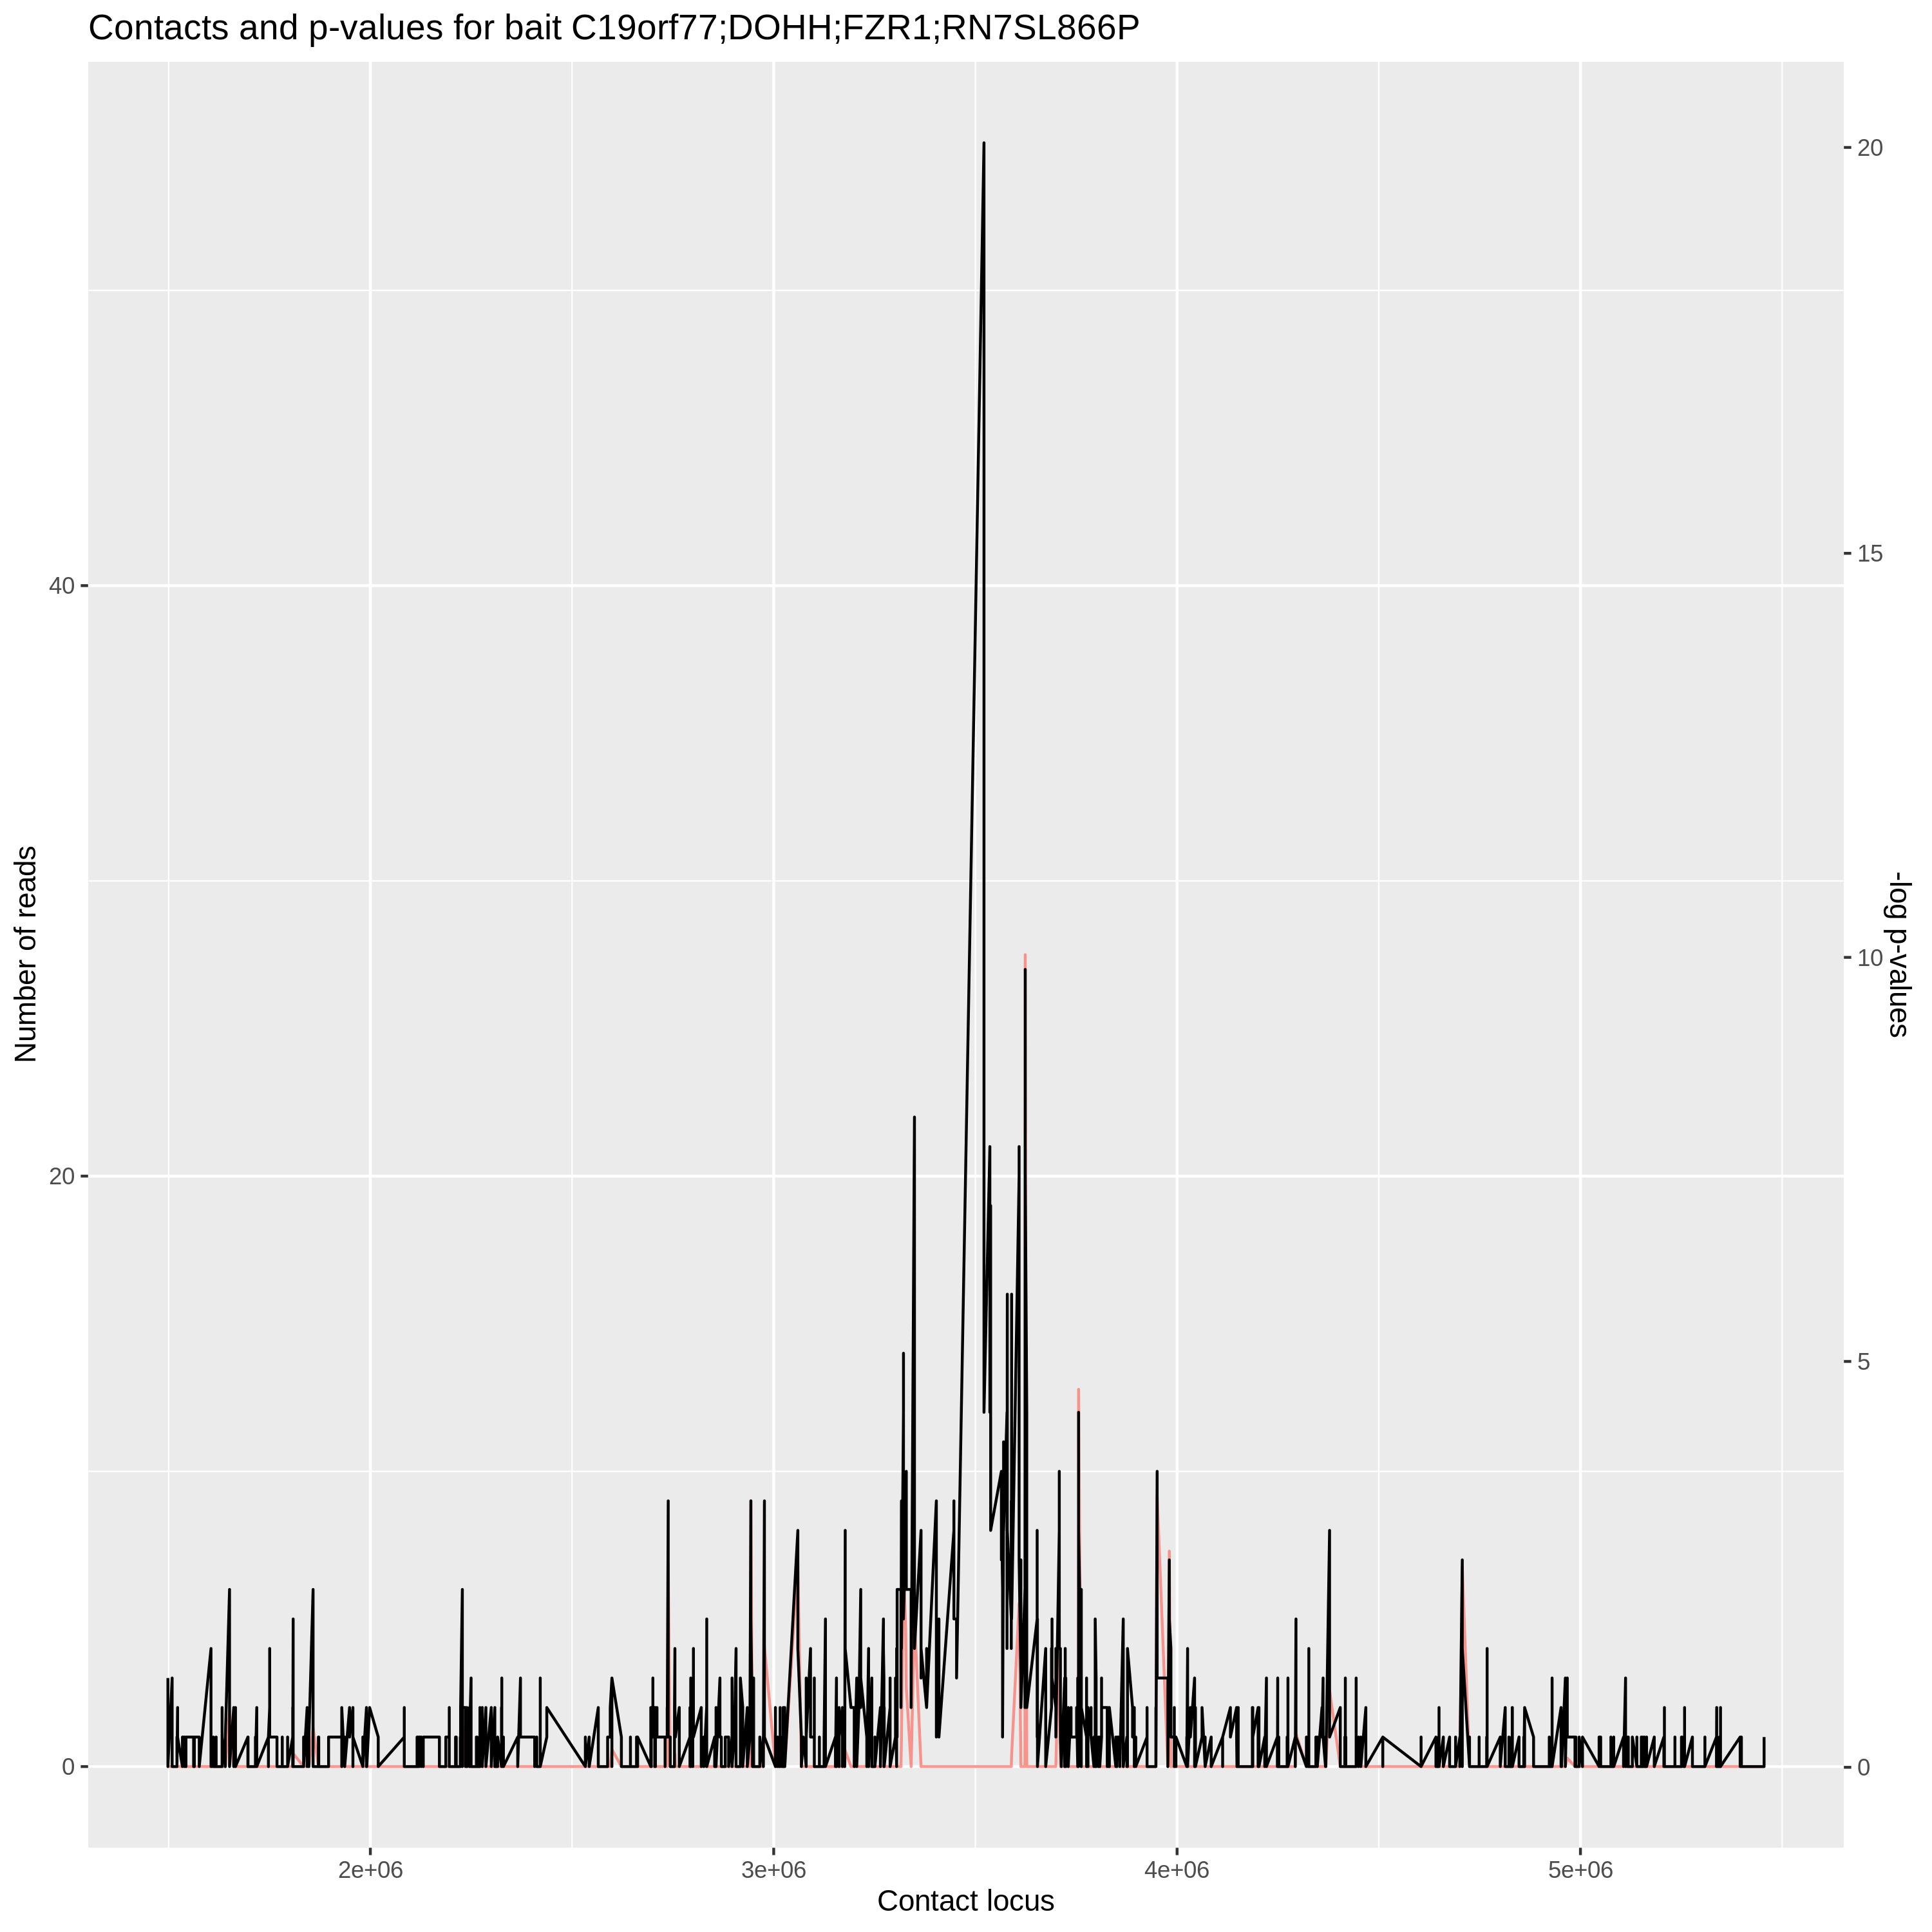 Contacts and p-values for bait C19orf77;DOHH;FZR1;RN7SL866P
Number of reads
40
20
0
20
15
10
5
0
-log p-values
2e+06
3e+06
4e+06
5e+06
Contact locus